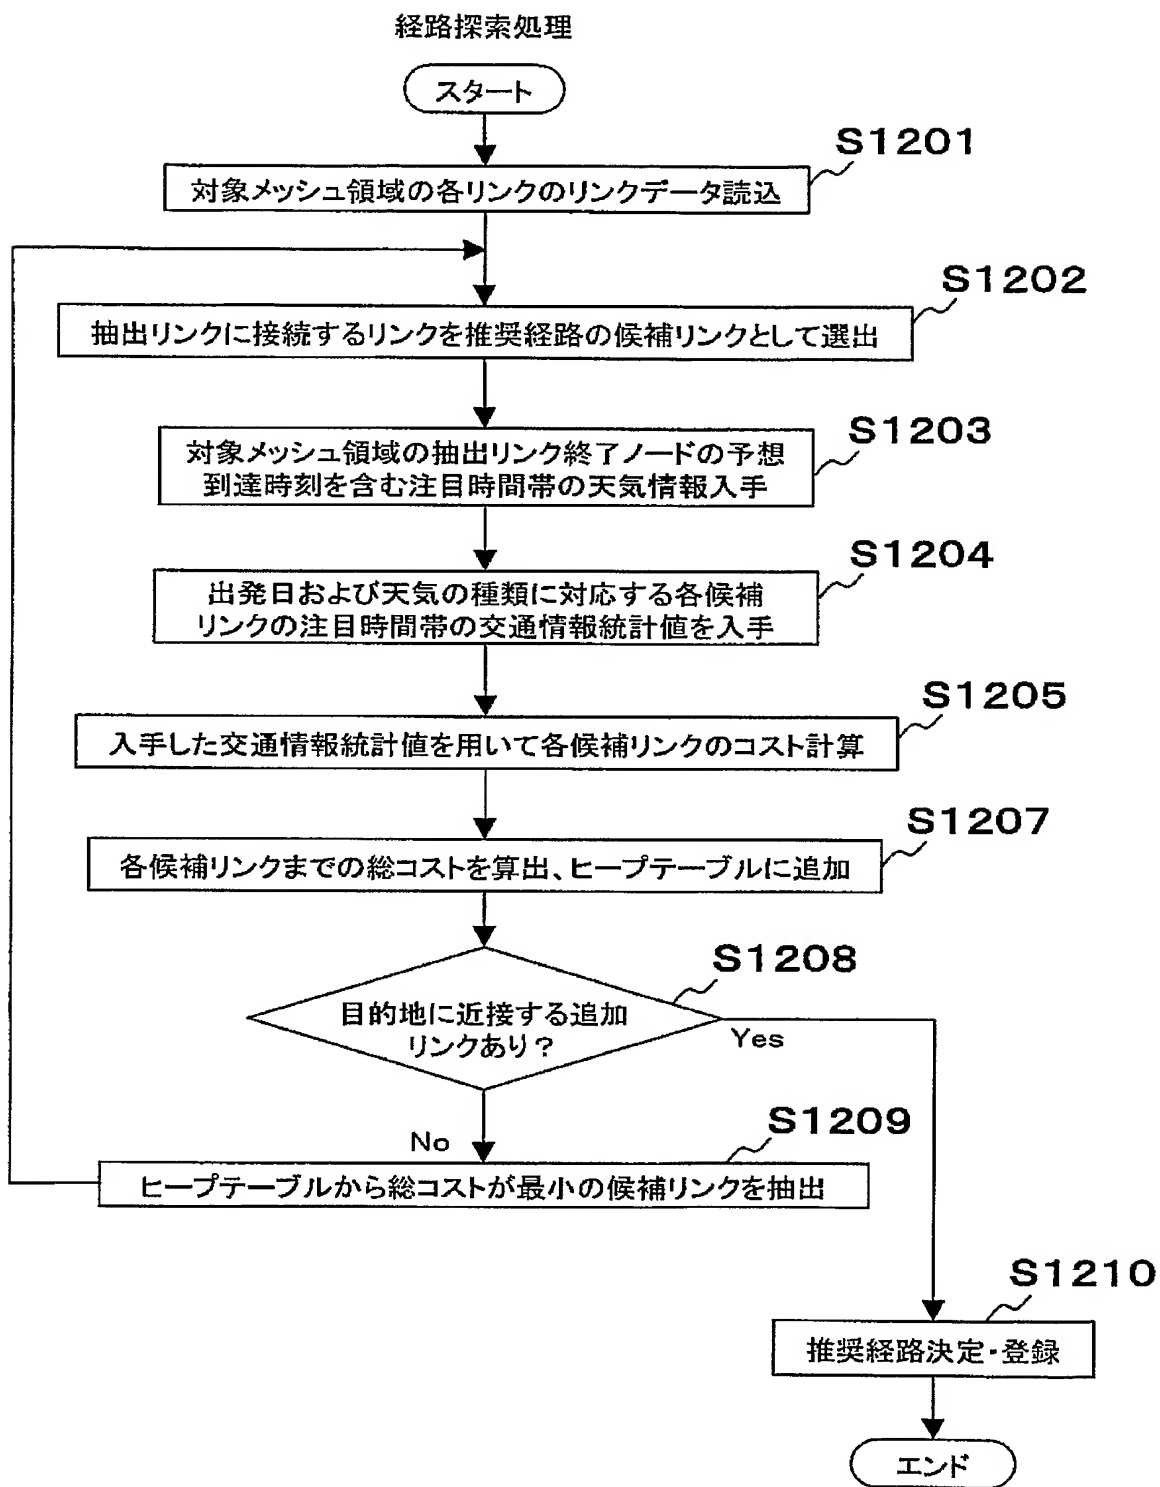 経路探索処理
スタート
S1201
対象メッシュ領域の各リンクのリンクデータ読込
S1202
抽出リンクに接続するリンクを推奨経路の候補リンクとして選出
S1203
対象メッシュ領域の抽出リンク終了ノードの予想
到達時刻を含む注目時間帯の天気情報入手
S1204
出発日および天気の種類に対応する各候補
リンクの注目時間帯の交通情報統計値を入手
S1205
入手した交通情報統計値を用いて各候補リンクのコスト計算
S1207
各候補リンクまでの総コストを算出、ヒープテーブルに追加
S1208
目的地に近接する追加
リンクあり?
Yes
No
S1209
ヒープテーブルから総コストが最小の候補リンクを抽出
S1210
推奨経路決定・登録
エンド